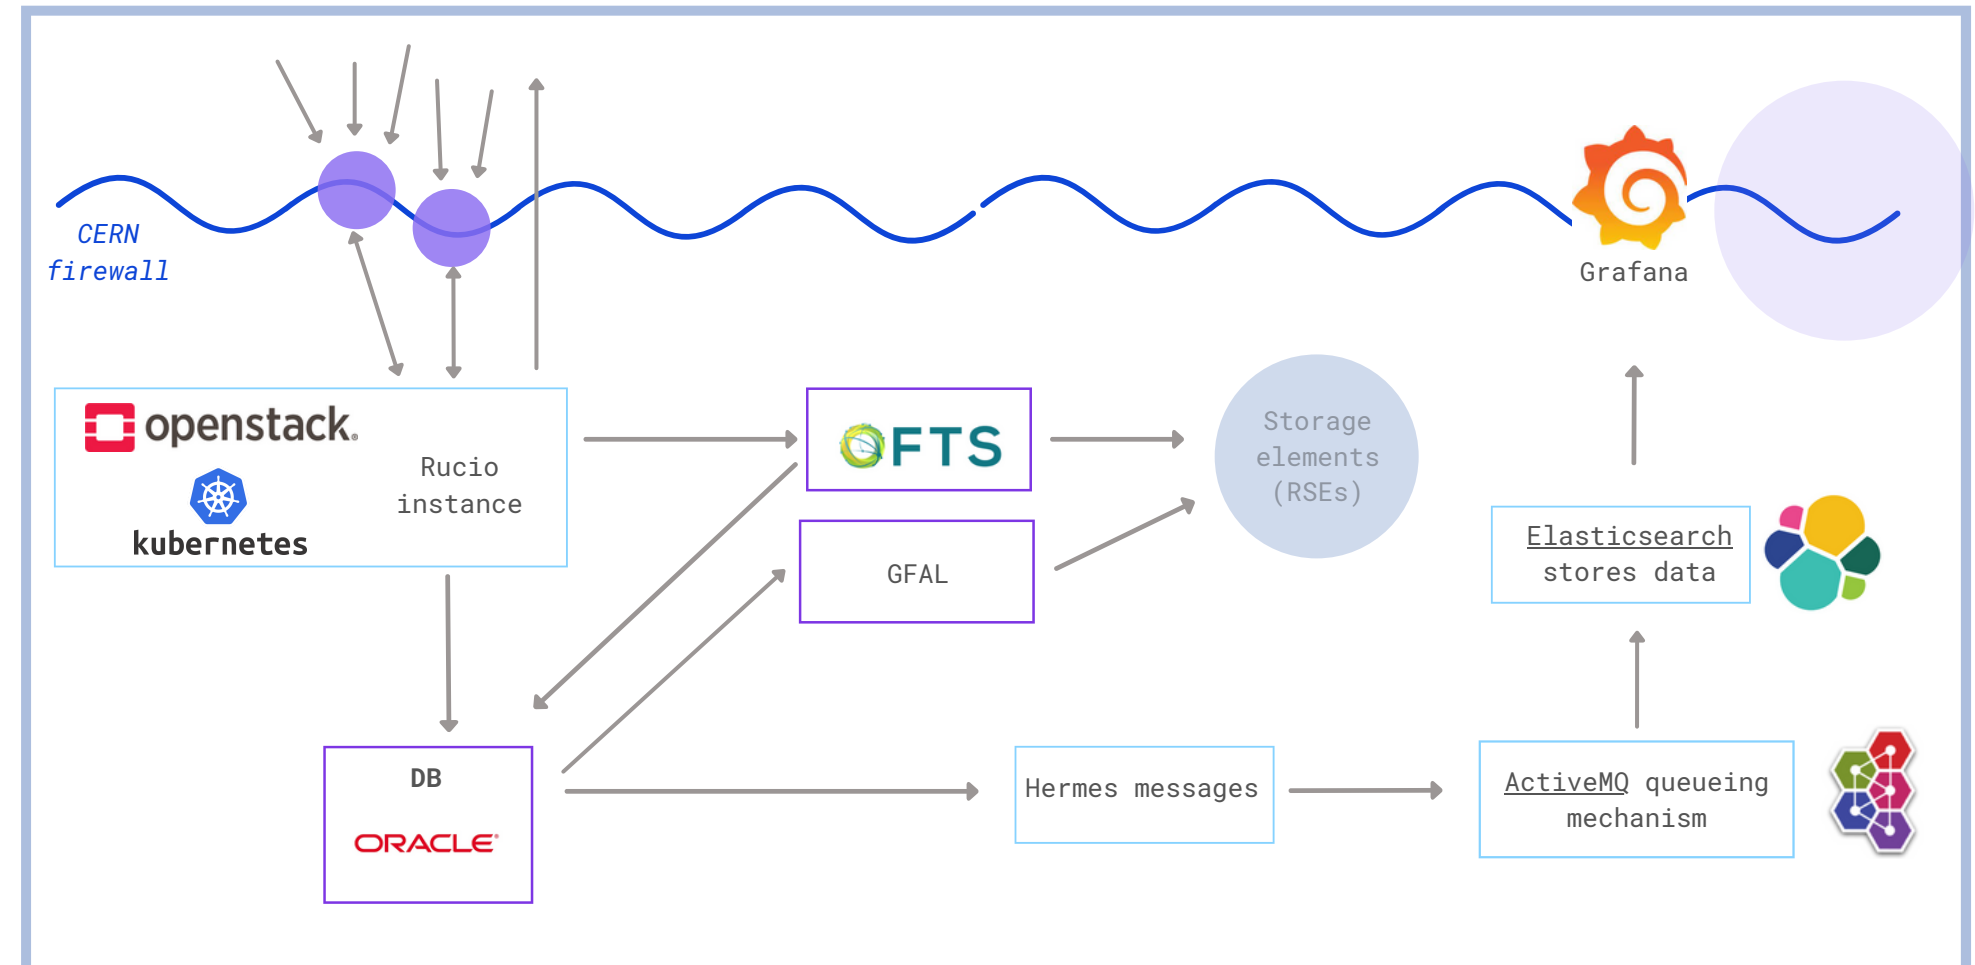 CERN
firewall
Grafana
openstack.
kubernetes
Rucio
instance
FTS
GFAL
Storage
elements
(RSEs)
Elasticsearch
stores data
DB
ORACLE
Hermes messages
ActiveMQ queueing
mechanism